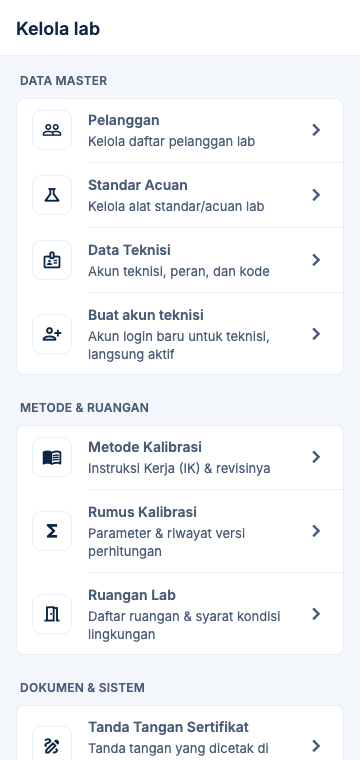 Kelola lab
DATA MASTER
Pelanggan
Kelola daftar pelanggan lab
Standar Acuan
Kelola alat standar/acuan lab
Data Teknisi
Akun teknisi, peran, dan kode
Buat akun teknisi
Akun login baru untuk teknisi,
langsung aktif
METODE & RUANGAN
Metode Kalibrasi
Instruksi Kerja (IK) & revisinya
Rumus Kalibrasi
Parameter & riwayat versi
perhitungan
Ruangan Lab
Daftar ruangan & syarat kondisi
lingkungan
DOKUMEN & SISTEM
Tanda Tangan Sertifikat
Tanda tangan yang dicetak di